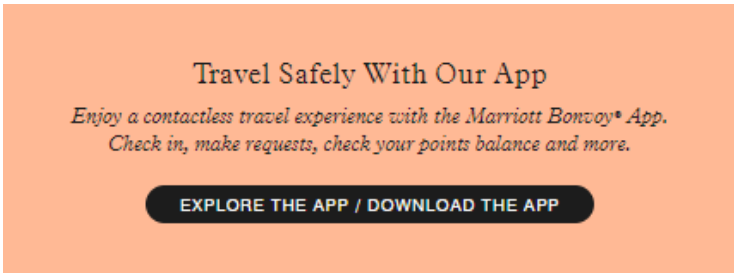 Travel Safely With Our App
Enjoy a contactless travel experience with the Marriott Bonvoy® App.
Check in, make requests, check your points balance and more.
EXPLORE THE APP / DOWNLOAD THE APP